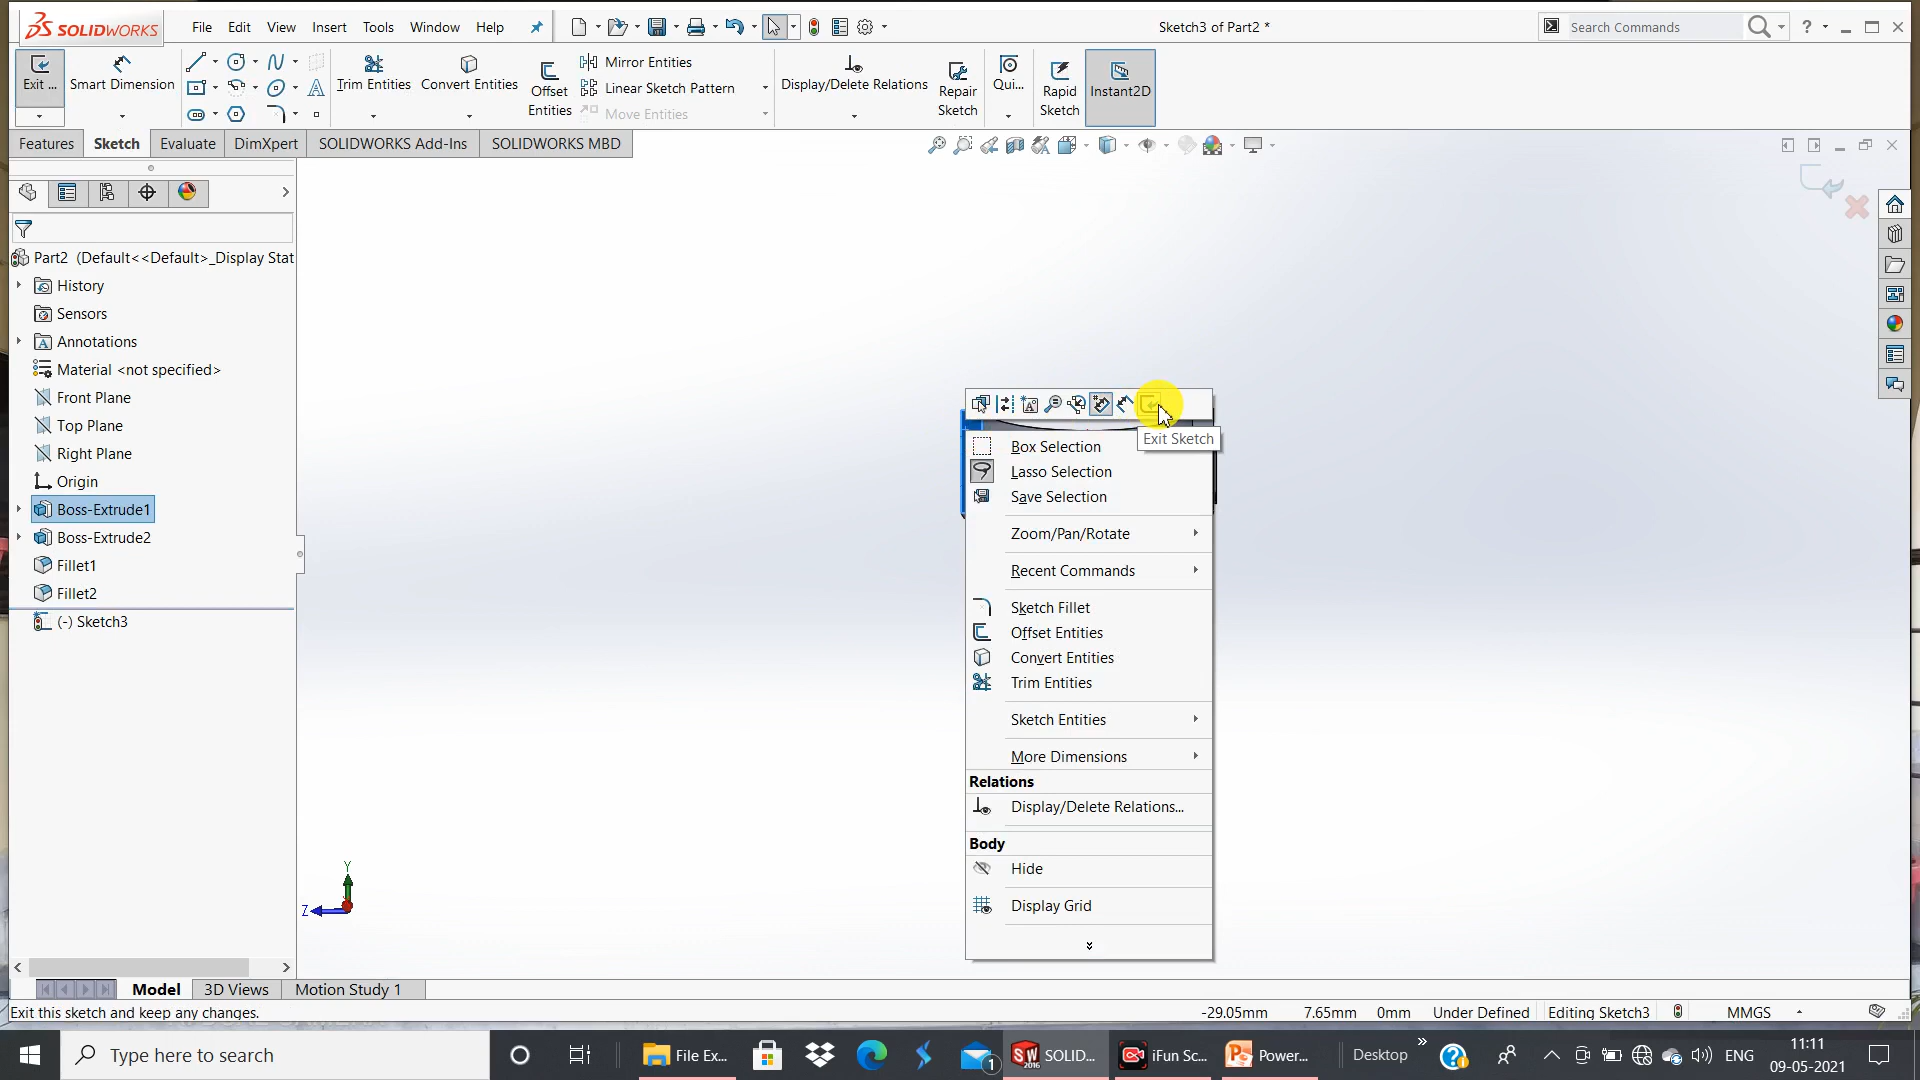 SOLIDWORKS File Edit View Insert Tools Window Help Sketch3 of Part2 * Search Commands ?
Exit ... Smart Dimension Trim Entities Convert Entities Offset Entities Mirror Entities Linear Sketch Pattern Move Entities Display/Delete Relations Repair Sketch Qui... Rapid Sketch Instant2D
Features Sketch Evaluate DimXpert SOLIDWORKS Add-Ins SOLIDWORKS MBD
Part2 (Default<<Default>_Display Stat
History
Sensors
Annotations
Material <not specified>
Front Plane
Top Plane
Right Plane
Origin
Boss-Extrude1
Boss-Extrude2
Fillet1
Fillet2
(-) Sketch3
Exit Sketch
Box Selection
Lasso Selection
Save Selection
Zoom/Pan/Rotate
Recent Commands
Sketch Fillet
Offset Entities
Convert Entities
Trim Entities
Sketch Entities
More Dimensions
Relations
Display/Delete Relations...
Body
Hide
Display Grid
Y
Z
Model 3D Views Motion Study 1
Exit this sketch and keep any changes. -29.05mm 7.65mm 0mm Under Defined Editing Sketch3 MMGS
Type here to search File Ex... 1 SW 2016 SOLID... iFun Sc... Power... Desktop » ENG 11:11
09-05-2021